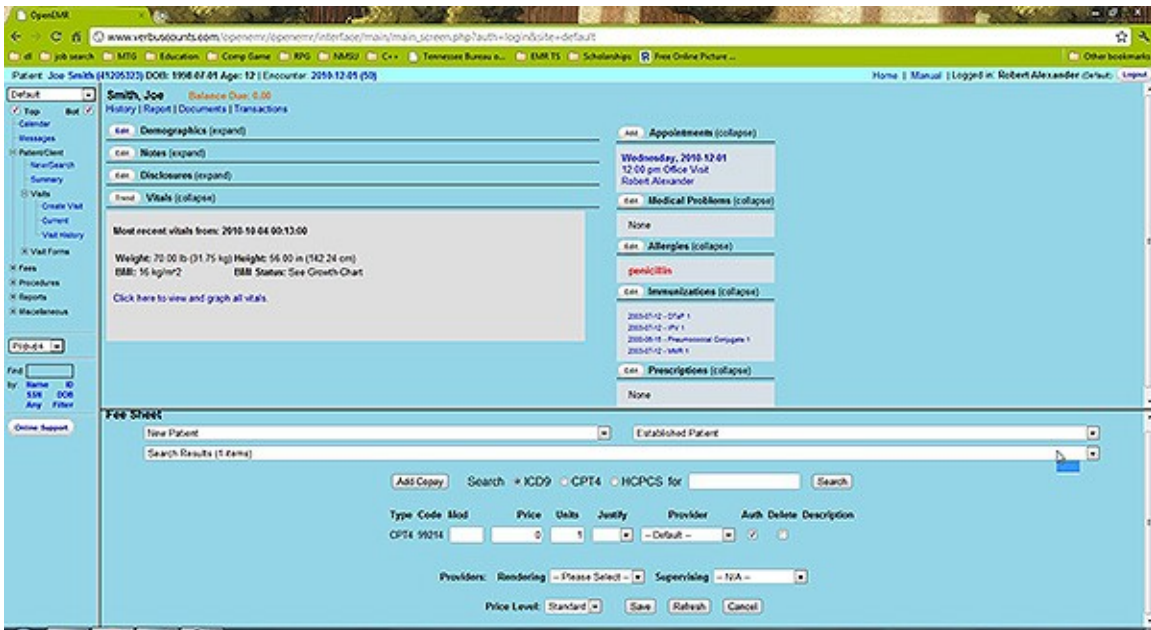 OpenEMR
www.verbuscounts.com/openemr/openemr/interface/main/main_screen.php?auth=login&site=default
dl job search MTG Education Comp Game RPG NMSU C++ Tennessee Bureau o... EMR TS Scholarships Free Online Picture ... Other bookmarks
Patient: Joe Smith (41205323) DOB: 1998-07-01 Age: 12 | Encounter: 2010-12-01 (50) Home | Manual | Logged in: Robert Alexander (Default) Logout
Default
Top Bot
Calendar
Messages
Patient/Client
New/Search
Summary
Visits
Create Visit
Current
Visit History
Visit Forms
Fees
Procedures
Reports
Miscellaneous
Popups
Find
by: Name ID
SSN DOB
Any Filter
Online Support
Smith, Joe Balance Due: 0.00
History | Report | Documents | Transactions
Edit Demographics (expand)
Edit Notes (expand)
Edit Disclosures (expand)
Trend Vitals (collapse)
Most recent vitals from: 2010-10-04 00:13:00
Weight: 70.00 lb (31.75 kg) Height: 56.00 in (142.24 cm)
BMI: 16 kg/m^2 BMI Status: See Growth-Chart
Click here to view and graph all vitals.
Add Appointments (collapse)
Wednesday, 2010-12-01
12:00 pm Office Visit
Robert Alexander
Edit Medical Problems (collapse)
None
Edit Allergies (collapse)
penicillin
Edit Immunizations (collapse)
2003-07-12 - DTaP 1
2003-07-12 - IPV 1
Pneumococcal Conjugate 1
2003-07-12 - MMR 1
Edit Prescriptions (collapse)
None
Fee Sheet
New Patient Established Patient
Search Results (1 items)
Add Copay Search ICD9 CPT4 HCPCS for Search
Type Code Mod Price Units Justify Provider Auth Delete Description
CPT4 99214 0 1 -- Default --
Providers: Rendering -- Please Select -- Supervising -- N/A --
Price Level: Standard Save Refresh Cancel